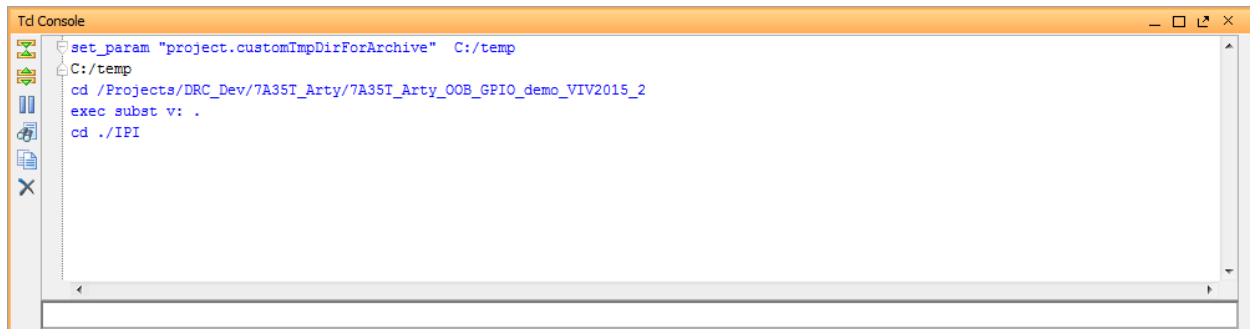 Tcl Console
set_param "project.customTmpDirForArchive"  C:/temp
C:/temp
cd /Projects/DRC_Dev/7A35T_Arty/7A35T_Arty_OOB_GPIO_demo_VIV2015_2
exec subst v: .
cd ./IPI